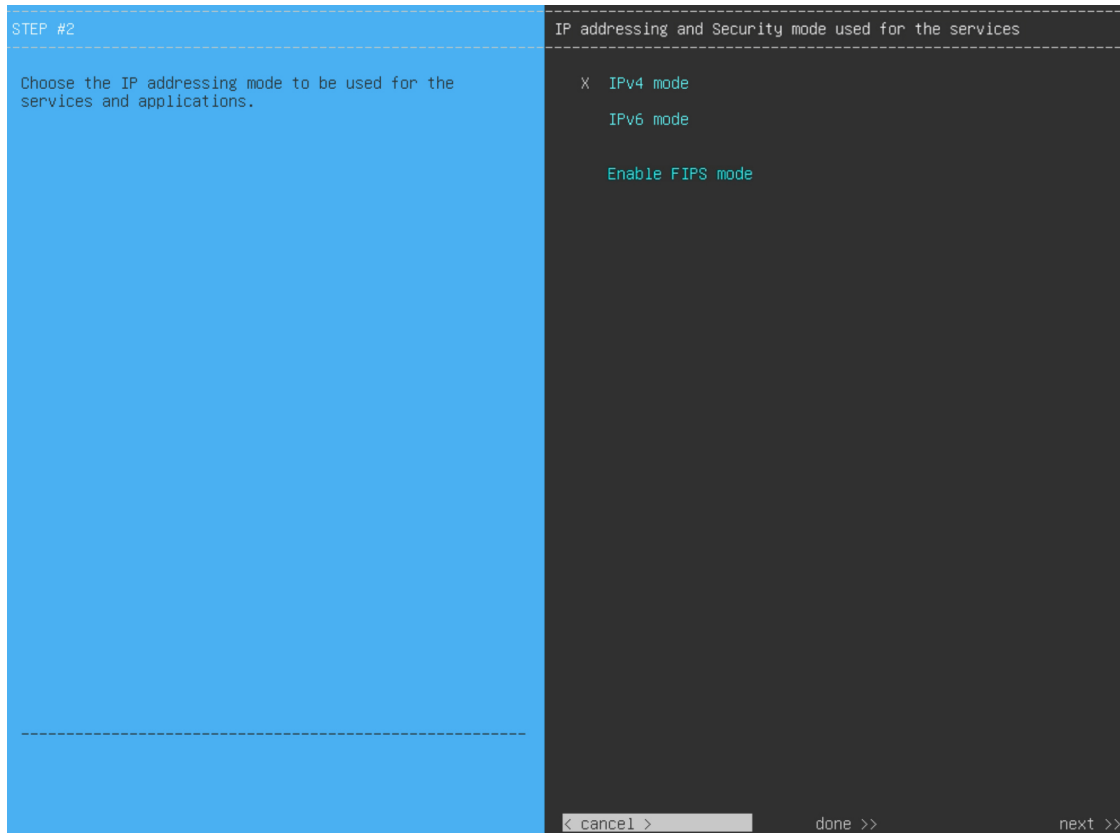 STEP #2
Choose the IP addressing mode to be used for the
services and applications.
IP addressing and Security mode used for the services
X IPv4 mode
IPv6 mode
Enable FIPS mode
< cancel >
done >>
next >>